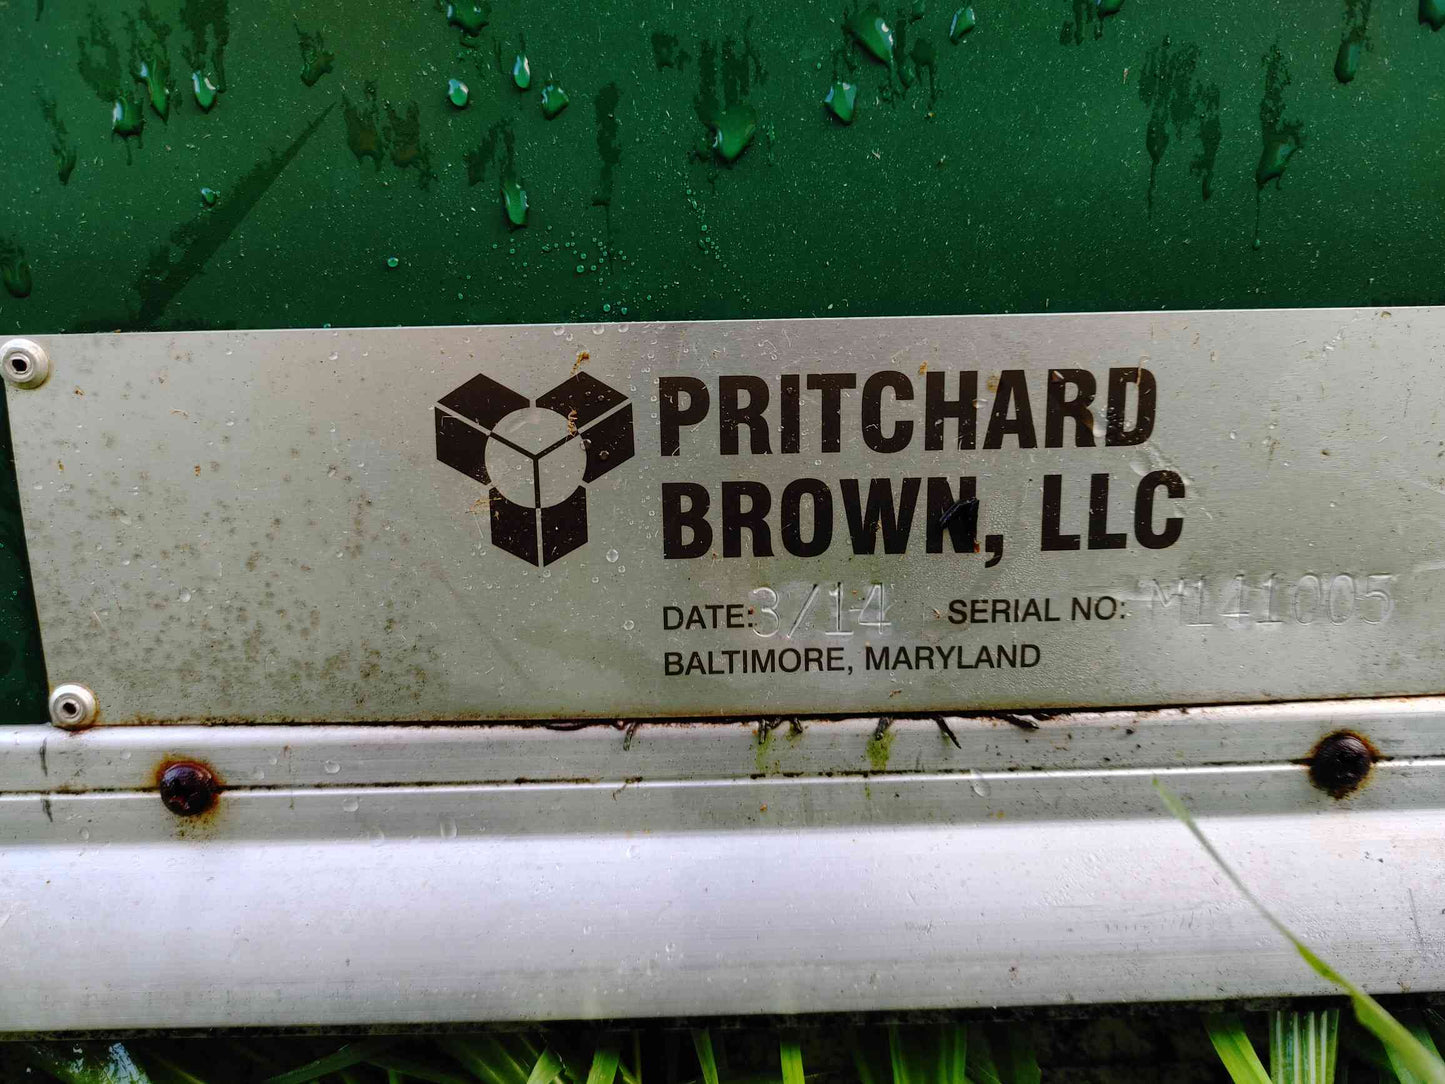 PRITCHARD
BROWN, LLC
DATE: 3/14 SERIAL NO: M141005
BALTIMORE, MARYLAND